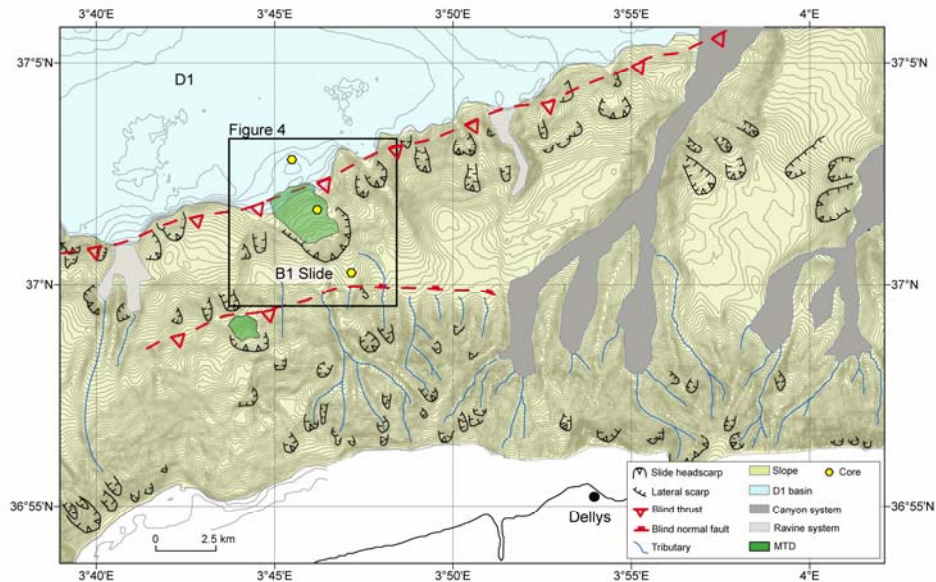 3°40'E 3°45'E 3°50'E 3°55'E 4°E
37°5'N 37°5'N
D1
Figure 4
B1 Slide
37°N 37°N
36°55'N 36°55'N
Dellys
0 2.5 km
Slide headscarp Slope Core
Lateral scarp D1 basin
Blind thrust Canyon system
Blind normal fault Ravine system
Tributary MTD
3°40'E 3°45'E 3°50'E 3°55'E 4°E